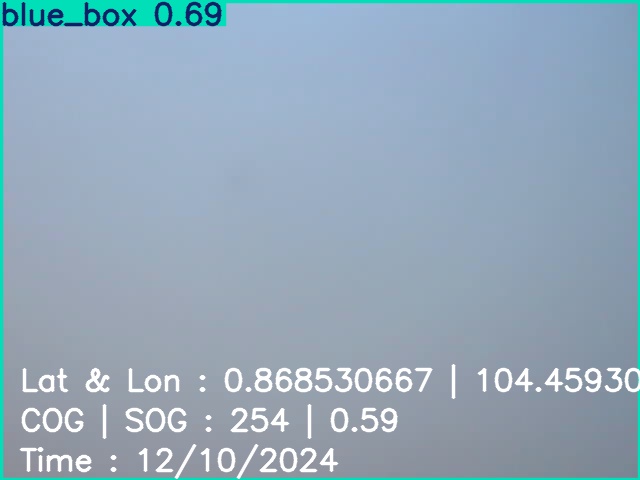 blue_box 0.69
Lat & Lon : 0.868530667 | 104.45930
COG | SOG : 254 | 0.59
Time : 12/10/2024